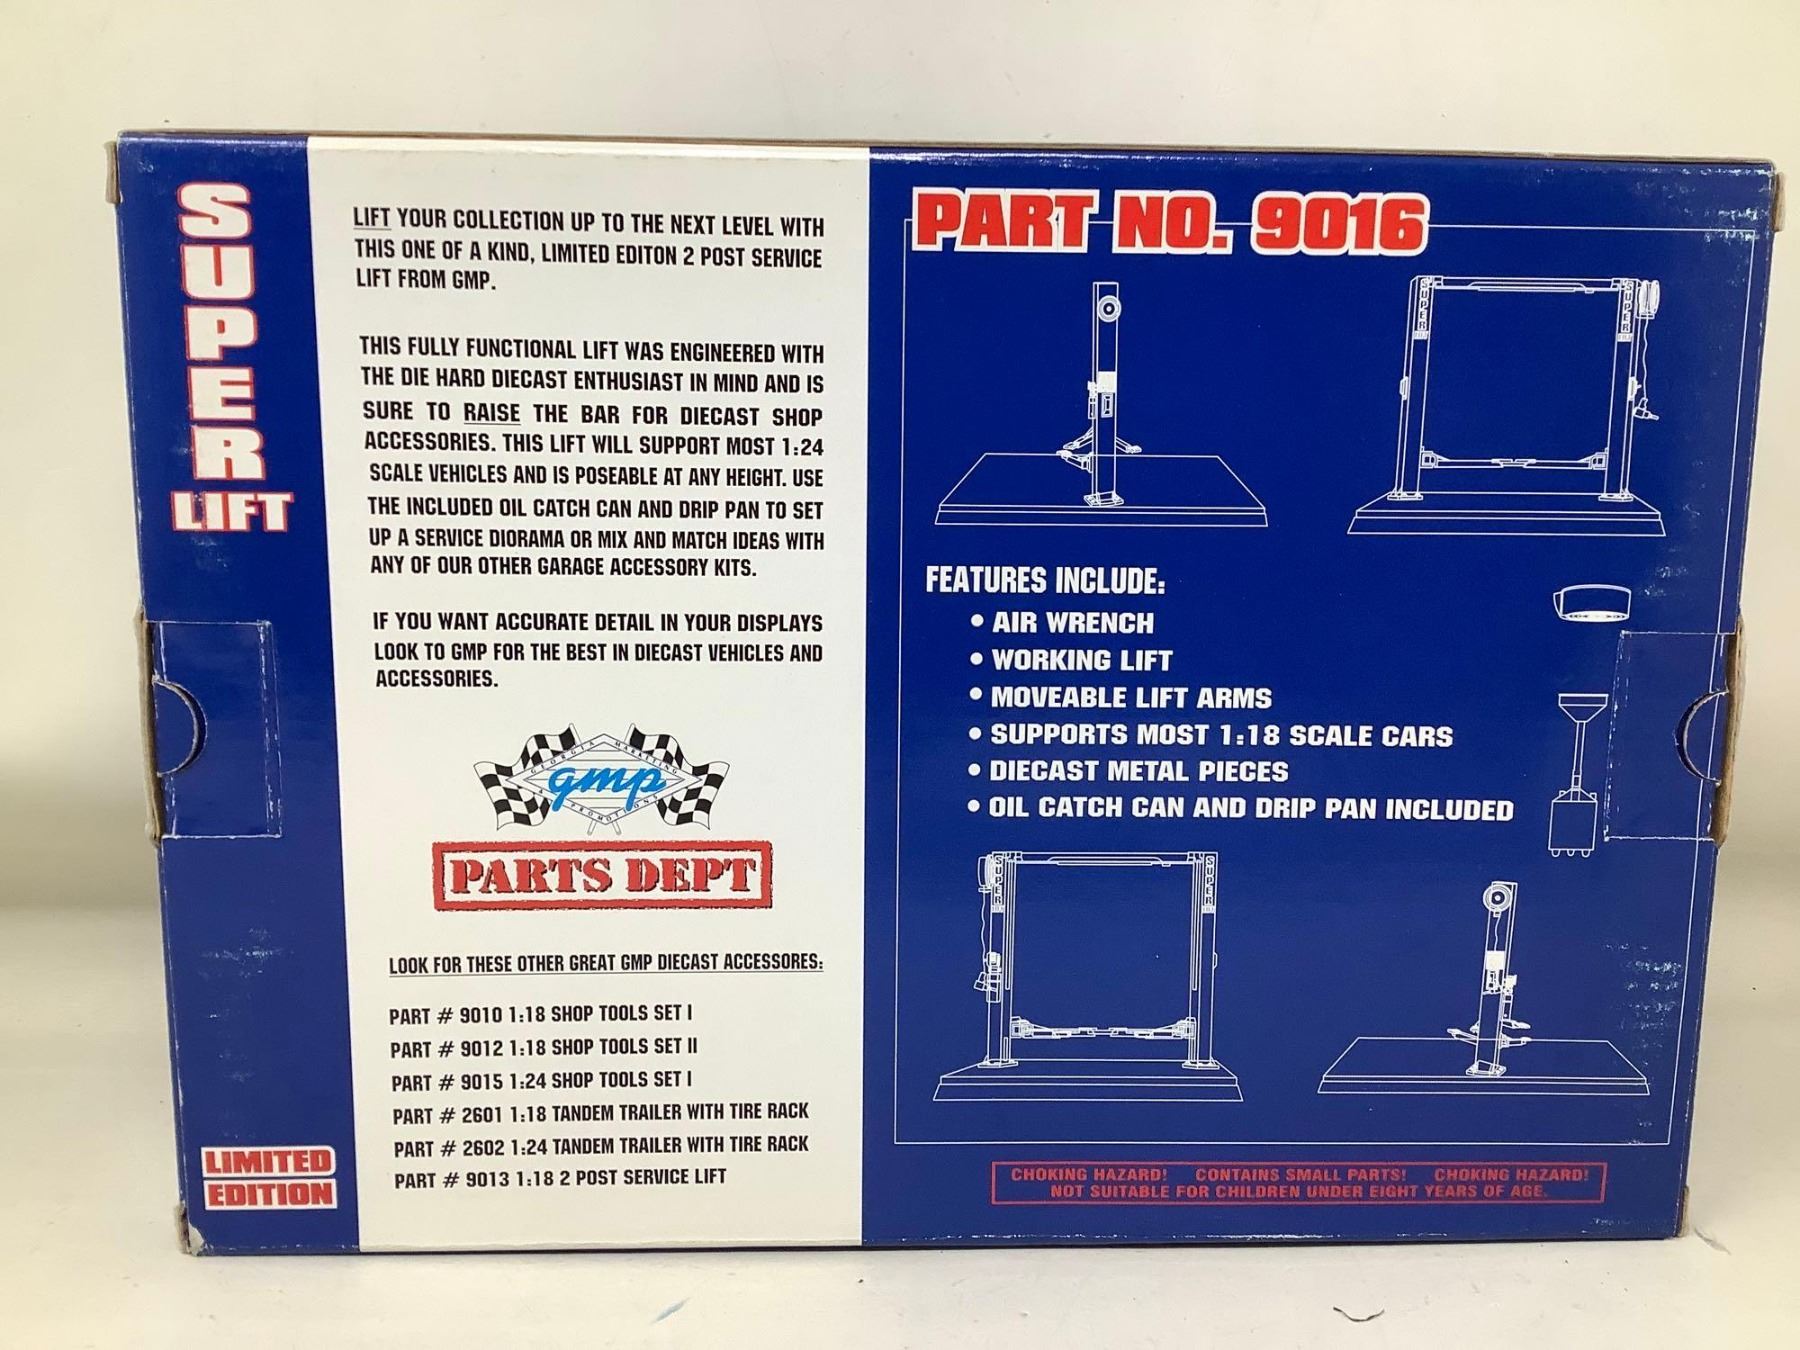 SUPER
LIFT
LIMITED
EDITION
LIFT YOUR COLLECTION UP TO THE NEXT LEVEL WITH
THIS ONE OF A KIND, LIMITED EDITON 2 POST SERVICE
LIFT FROM GMP.
THIS FULLY FUNCTIONAL LIFT WAS ENGINEERED WITH
THE DIE HARD DIECAST ENTHUSIAST IN MIND AND IS
SURE TO RAISE THE BAR FOR DIECAST SHOP
ACCESSORIES. THIS LIFT WILL SUPPORT MOST 1:24
SCALE VEHICLES AND IS POSEABLE AT ANY HEIGHT. USE
THE INCLUDED OIL CATCH CAN AND DRIP PAN TO SET
UP A SERVICE DIORAMA OR MIX AND MATCH IDEAS WITH
ANY OF OUR OTHER GARAGE ACCESSORY KITS.
IF YOU WANT ACCURATE DETAIL IN YOUR DISPLAYS
LOOK TO GMP FOR THE BEST IN DIECAST VEHICLES AND
ACCESSORIES.
GEORGIA MARKETING
gmp
& PROMOTIONS
PARTS DEPT
LOOK FOR THESE OTHER GREAT GMP DIECAST ACCESSORES:
PART # 9010 1:18 SHOP TOOLS SET I
PART # 9012 1:18 SHOP TOOLS SET II
PART # 9015 1:24 SHOP TOOLS SET I
PART # 2601 1:18 TANDEM TRAILER WITH TIRE RACK
PART # 2602 1:24 TANDEM TRAILER WITH TIRE RACK
PART # 9013 1:18 2 POST SERVICE LIFT
PART NO. 9016
SUPER
SUPER
FEATURES INCLUDE:
• AIR WRENCH
• WORKING LIFT
• MOVEABLE LIFT ARMS
• SUPPORTS MOST 1:18 SCALE CARS
• DIECAST METAL PIECES
• OIL CATCH CAN AND DRIP PAN INCLUDED
SUPER
SUPER
CHOKING HAZARD! CONTAINS SMALL PARTS! CHOKING HAZARD!
NOT SUITABLE FOR CHILDREN UNDER EIGHT YEARS OF AGE.